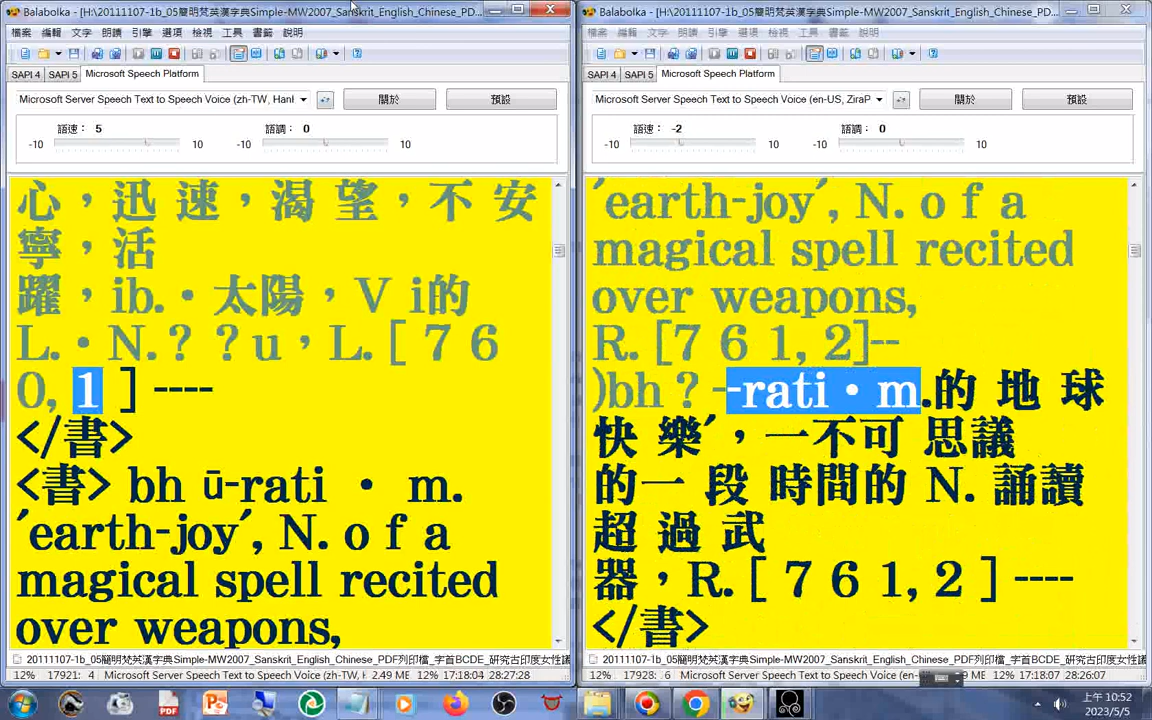 Balabolka - [H:\20111107-1b_05簡明梵英漢字典Simple-MW2007_Sanskrit_English_Chinese_PD...
檔案 編輯 文字 朗讀 引擎 選項 檢視 工具 書籤 說明
SAPI 4 SAPI 5 Microsoft Speech Platform
Microsoft Server Speech Text to Speech Voice (zh-TW, Hanl
關於 預設
語速： 5 語調： 0
-10 10 -10 10
心，迅 速，渴 望，不 安
寧，活
躍，ib.‧太陽，V i的
L.‧N.? ? u，L.[ 7 6
0, 1 ] ----
</書>
<書> bh ū-rati ‧ m.
'earth-joy', N. o f a
magical spell recited
over weapons,
20111107-1b_05簡明梵英漢字典Simple-MW2007_Sanskrit_English_Chinese_PDF列印檔_字首BCDE_研究古印度女性議
12% 17921: 4 Microsoft Server Speech Text to Speech Voice (zh-TW, H 2.49 MB 12% 17:18:04 28:27:28
Balabolka - [H:\20111107-1b_05簡明梵英漢字典Simple-MW2007_Sanskrit_English_Chinese_PD...
檔案 編輯 文字 朗讀 引擎 選項 檢視 工具 書籤 說明
SAPI 4 SAPI 5 Microsoft Speech Platform
Microsoft Server Speech Text to Speech Voice (en-US, ZiraP
關於 預設
語速： -2 語調： 0
-10 10 -10 10
'earth-joy', N. o f a
magical spell recited
over weapons,
R. [7 6 1, 2]--
)bh ? --rati‧m.的 地 球
快 樂'，一不可 思議
的一 段 時間的 N. 誦讀
超 過 武
器，R. [ 7 6 1, 2 ] ----
</書>
20111107-1b_05簡明梵英漢字典Simple-MW2007_Sanskrit_English_Chinese_PDF列印檔_字首BCDE_研究古印度女性議
12% 17928: 6 Microsoft Server Speech Text to Speech Voice MB 12% 17:18:07 28:26:07
上午 10:52
2023/5/5